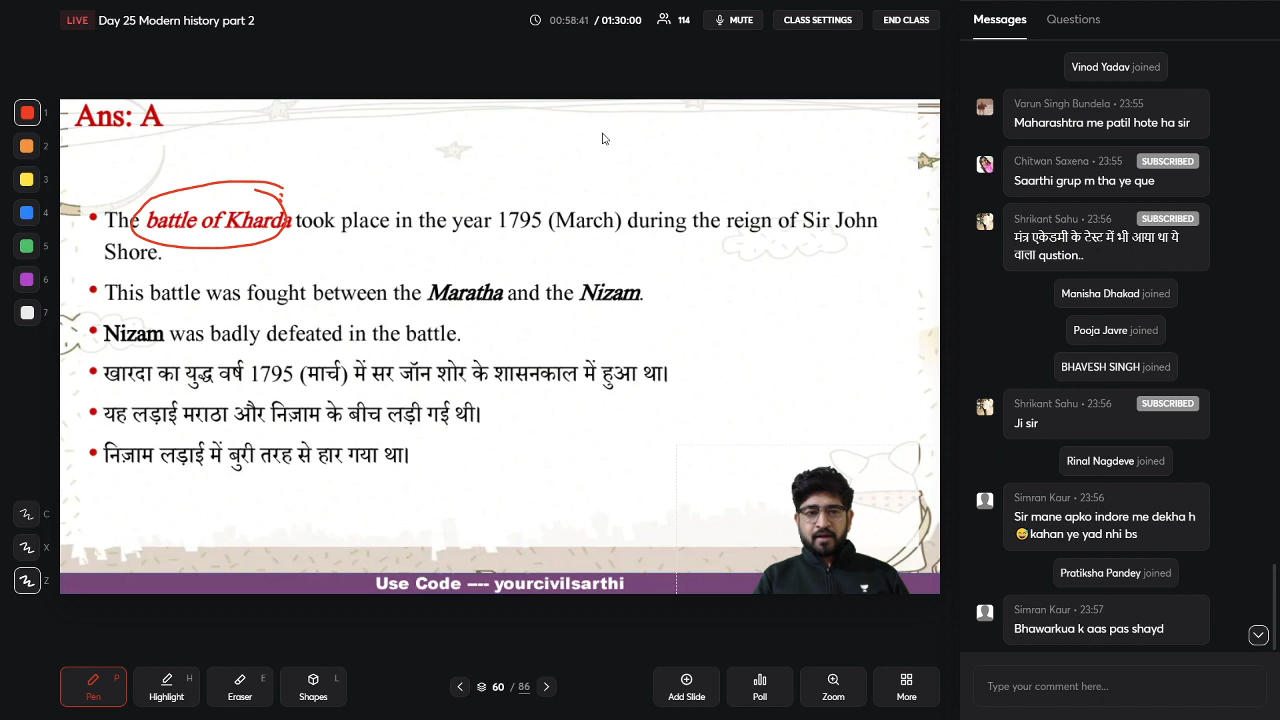 LIVE Day 25 Modern history part 2
00:58:41 / 01:30:00 114 MUTE CLASS SETTINGS END CLASS
1
2
3
4
5
6
7
C
X
Z
Ans: A
• The battle of Kharda took place in the year 1795 (March) during the reign of Sir John
Shore.
• This battle was fought between the Maratha and the Nizam.
• Nizam was badly defeated in the battle.
• खारदा का युद्ध वर्ष 1795 (मार्च) में सर जॉन शोर के शासनकाल में हुआ था।
• यह लड़ाई मराठा और निज़ाम के बीच लड़ी गई थी।
• निज़ाम लड़ाई में बुरी तरह से हार गया था।
Use Code ---- yourcivilsarthi
P
Pen
H
Highlight
E
Eraser
L
Shapes
60 / 86
Add Slide
Poll
Zoom
More
Messages Questions
Vinod Yadav joined
Varun Singh Bundela • 23:55
Maharashtra me patil hote ha sir
Chitwan Saxena • 23:55 SUBSCRIBED
Saarthi grup m tha ye que
Shrikant Sahu • 23:56 SUBSCRIBED
मंत्र एकेडमी के टेस्ट में भी आया था ये
वाला qustion..
Manisha Dhakad joined
Pooja Javre joined
BHAVESH SINGH joined
Shrikant Sahu • 23:56 SUBSCRIBED
Ji sir
Rinal Nagdeve joined
Simran Kaur • 23:56
Sir mane apko indore me dekha h
😅 kahan ye yad nhi bs
Pratiksha Pandey joined
Simran Kaur • 23:57
Bhawarkua k aas pas shayd
Type your comment here...